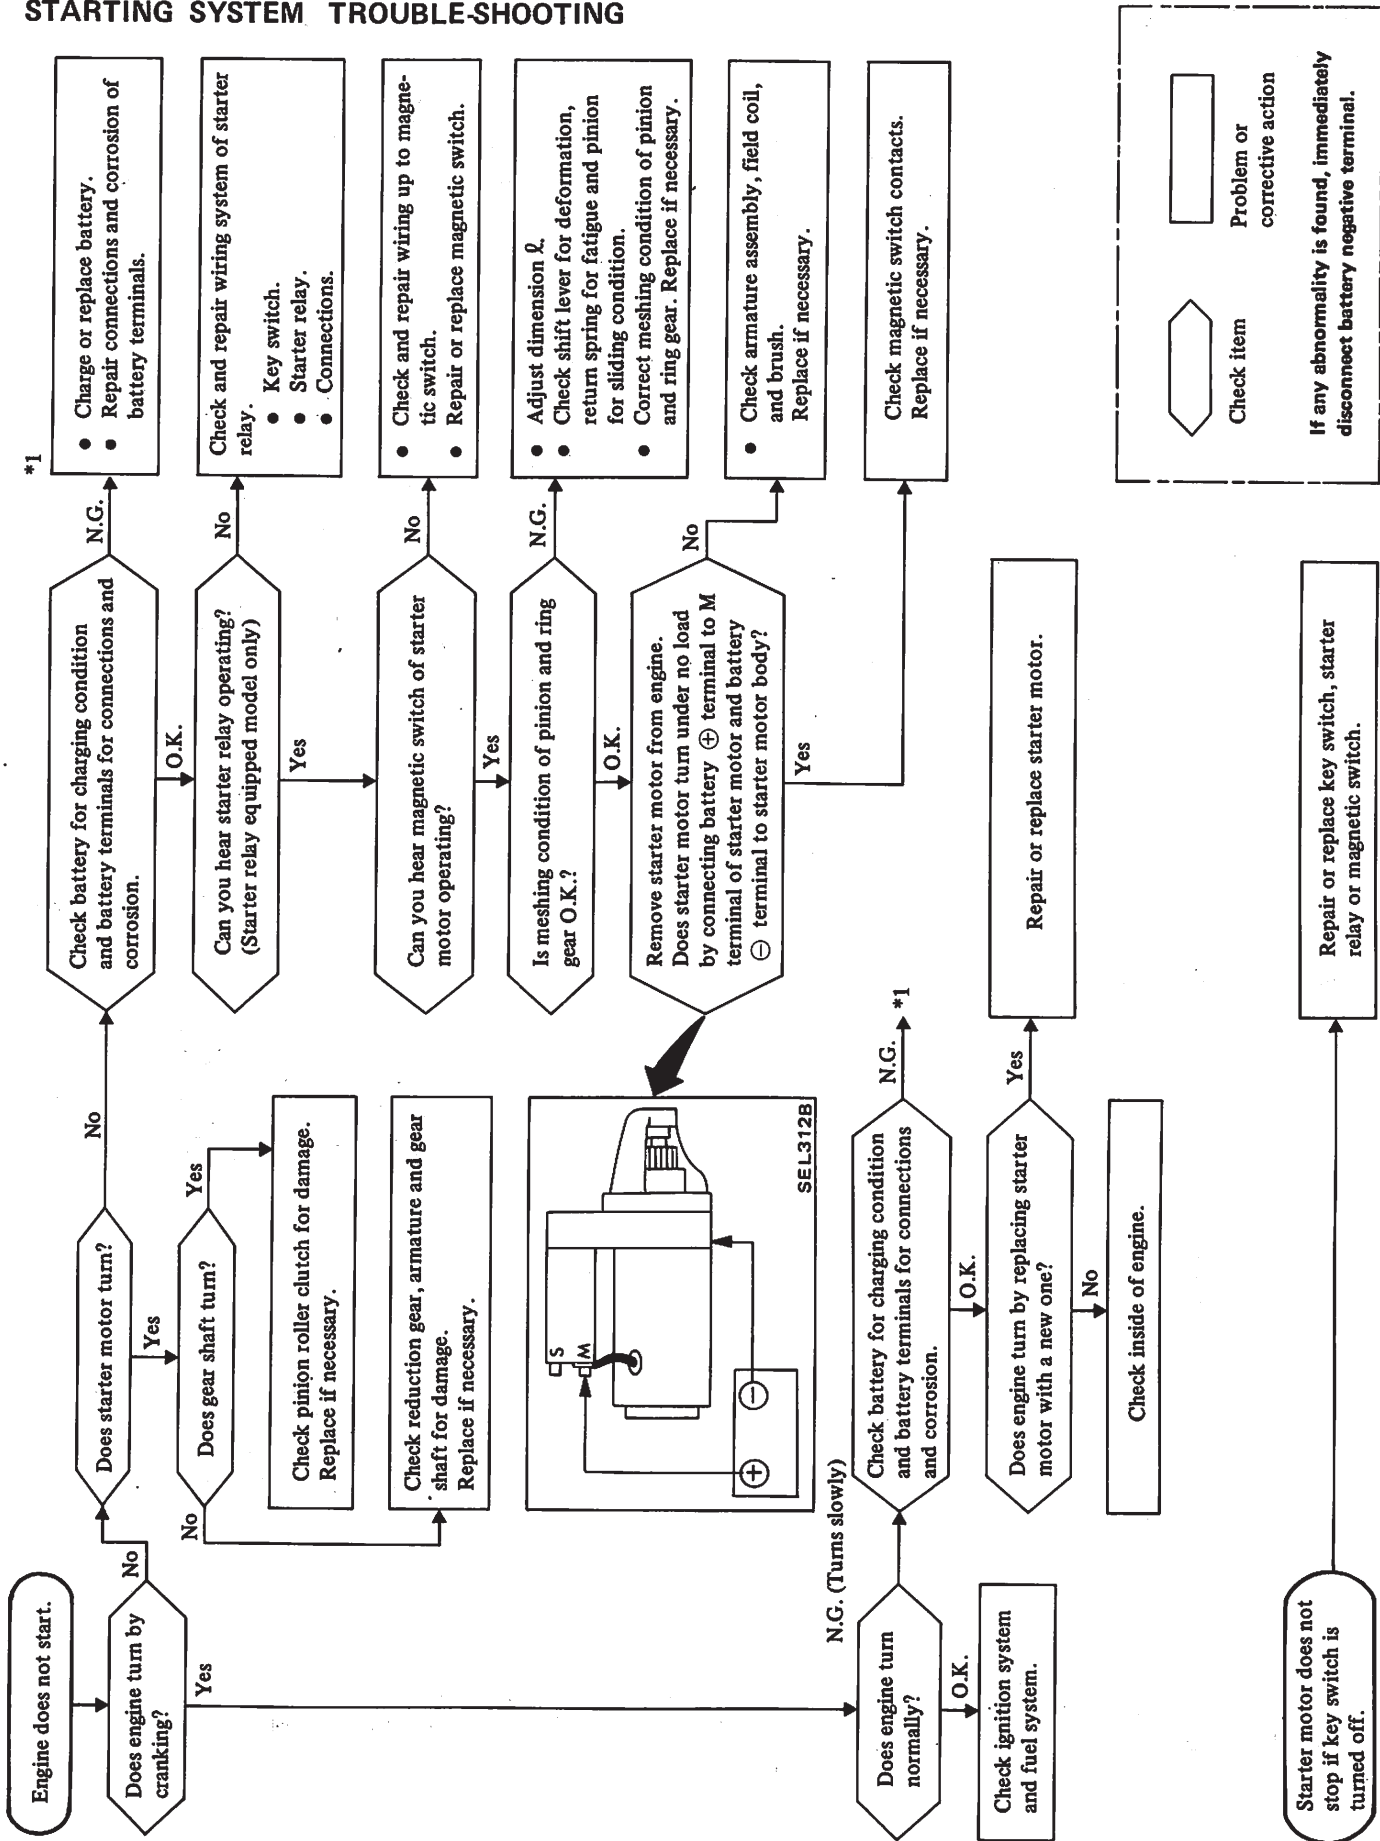 STARTING SYSTEM TROUBLE-SHOOTING
Engine does not start.
Does engine turn by
cranking?
No
Yes
Does starter motor turn?
No
Yes
Does gear shaft turn?
Yes
No
Check pinion roller clutch for damage.
Replace if necessary.
Check reduction gear, armature and gear
shaft for damage.
Replace if necessary.
Check battery for charging condition
and battery terminals for connections and
corrosion.
N.G.
*1
● Charge or replace battery.
● Repair connections and corrosion of
battery terminals.
O.K.
Can you hear starter relay operating?
(Starter relay equipped model only)
No
Check and repair wiring system of starter
relay.
● Key switch.
● Starter relay.
● Connections.
Yes
Can you hear magnetic switch of starter
motor operating?
No
● Check and repair wiring up to magne-
tic switch.
● Repair or replace magnetic switch.
Yes
Is meshing condition of pinion and ring
gear O.K.?
N.G.
● Adjust dimension ℓ.
● Check shift lever for deformation,
return spring for fatigue and pinion
for sliding condition.
● Correct meshing condition of pinion
and ring gear. Replace if necessary.
O.K.
Remove starter motor from engine.
Does starter motor turn under no load
by connecting battery ⊕ terminal to M
terminal of starter motor and battery
⊖ terminal to starter motor body?
No
● Check armature assembly, field coil,
and brush.
Replace if necessary.
Yes
Check magnetic switch contacts.
Replace if necessary.
S
M
⊕
⊖
SEL312B
Does engine turn
normally?
N.G. (Turns slowly)
O.K.
Check ignition system
and fuel system.
Check battery for charging condition
and battery terminals for connections
and corrosion.
N.G.
*1
O.K.
Does engine turn by replacing starter
motor with a new one?
Yes
Repair or replace starter motor.
No
Check inside of engine.
Starter motor does not
stop if key switch is
turned off.
Repair or replace key switch, starter
relay or magnetic switch.
Check item
Problem or
corrective action
If any abnormality is found, immediately
disconnect battery negative terminal.